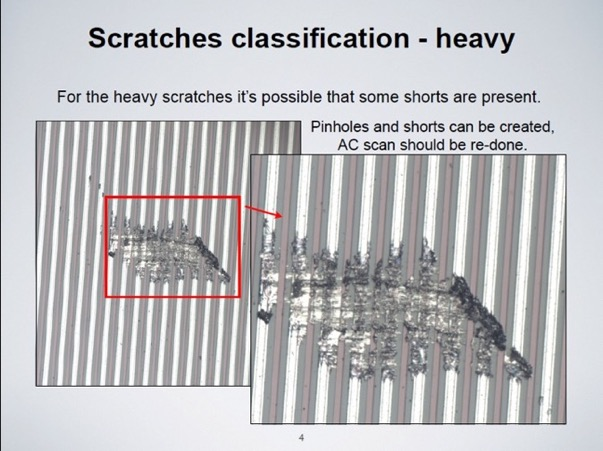 Scratches classification - heavy
For the heavy scratches it's possible that some shorts are present.
Pinholes and shorts can be created,
AC scan should be re-done.
4